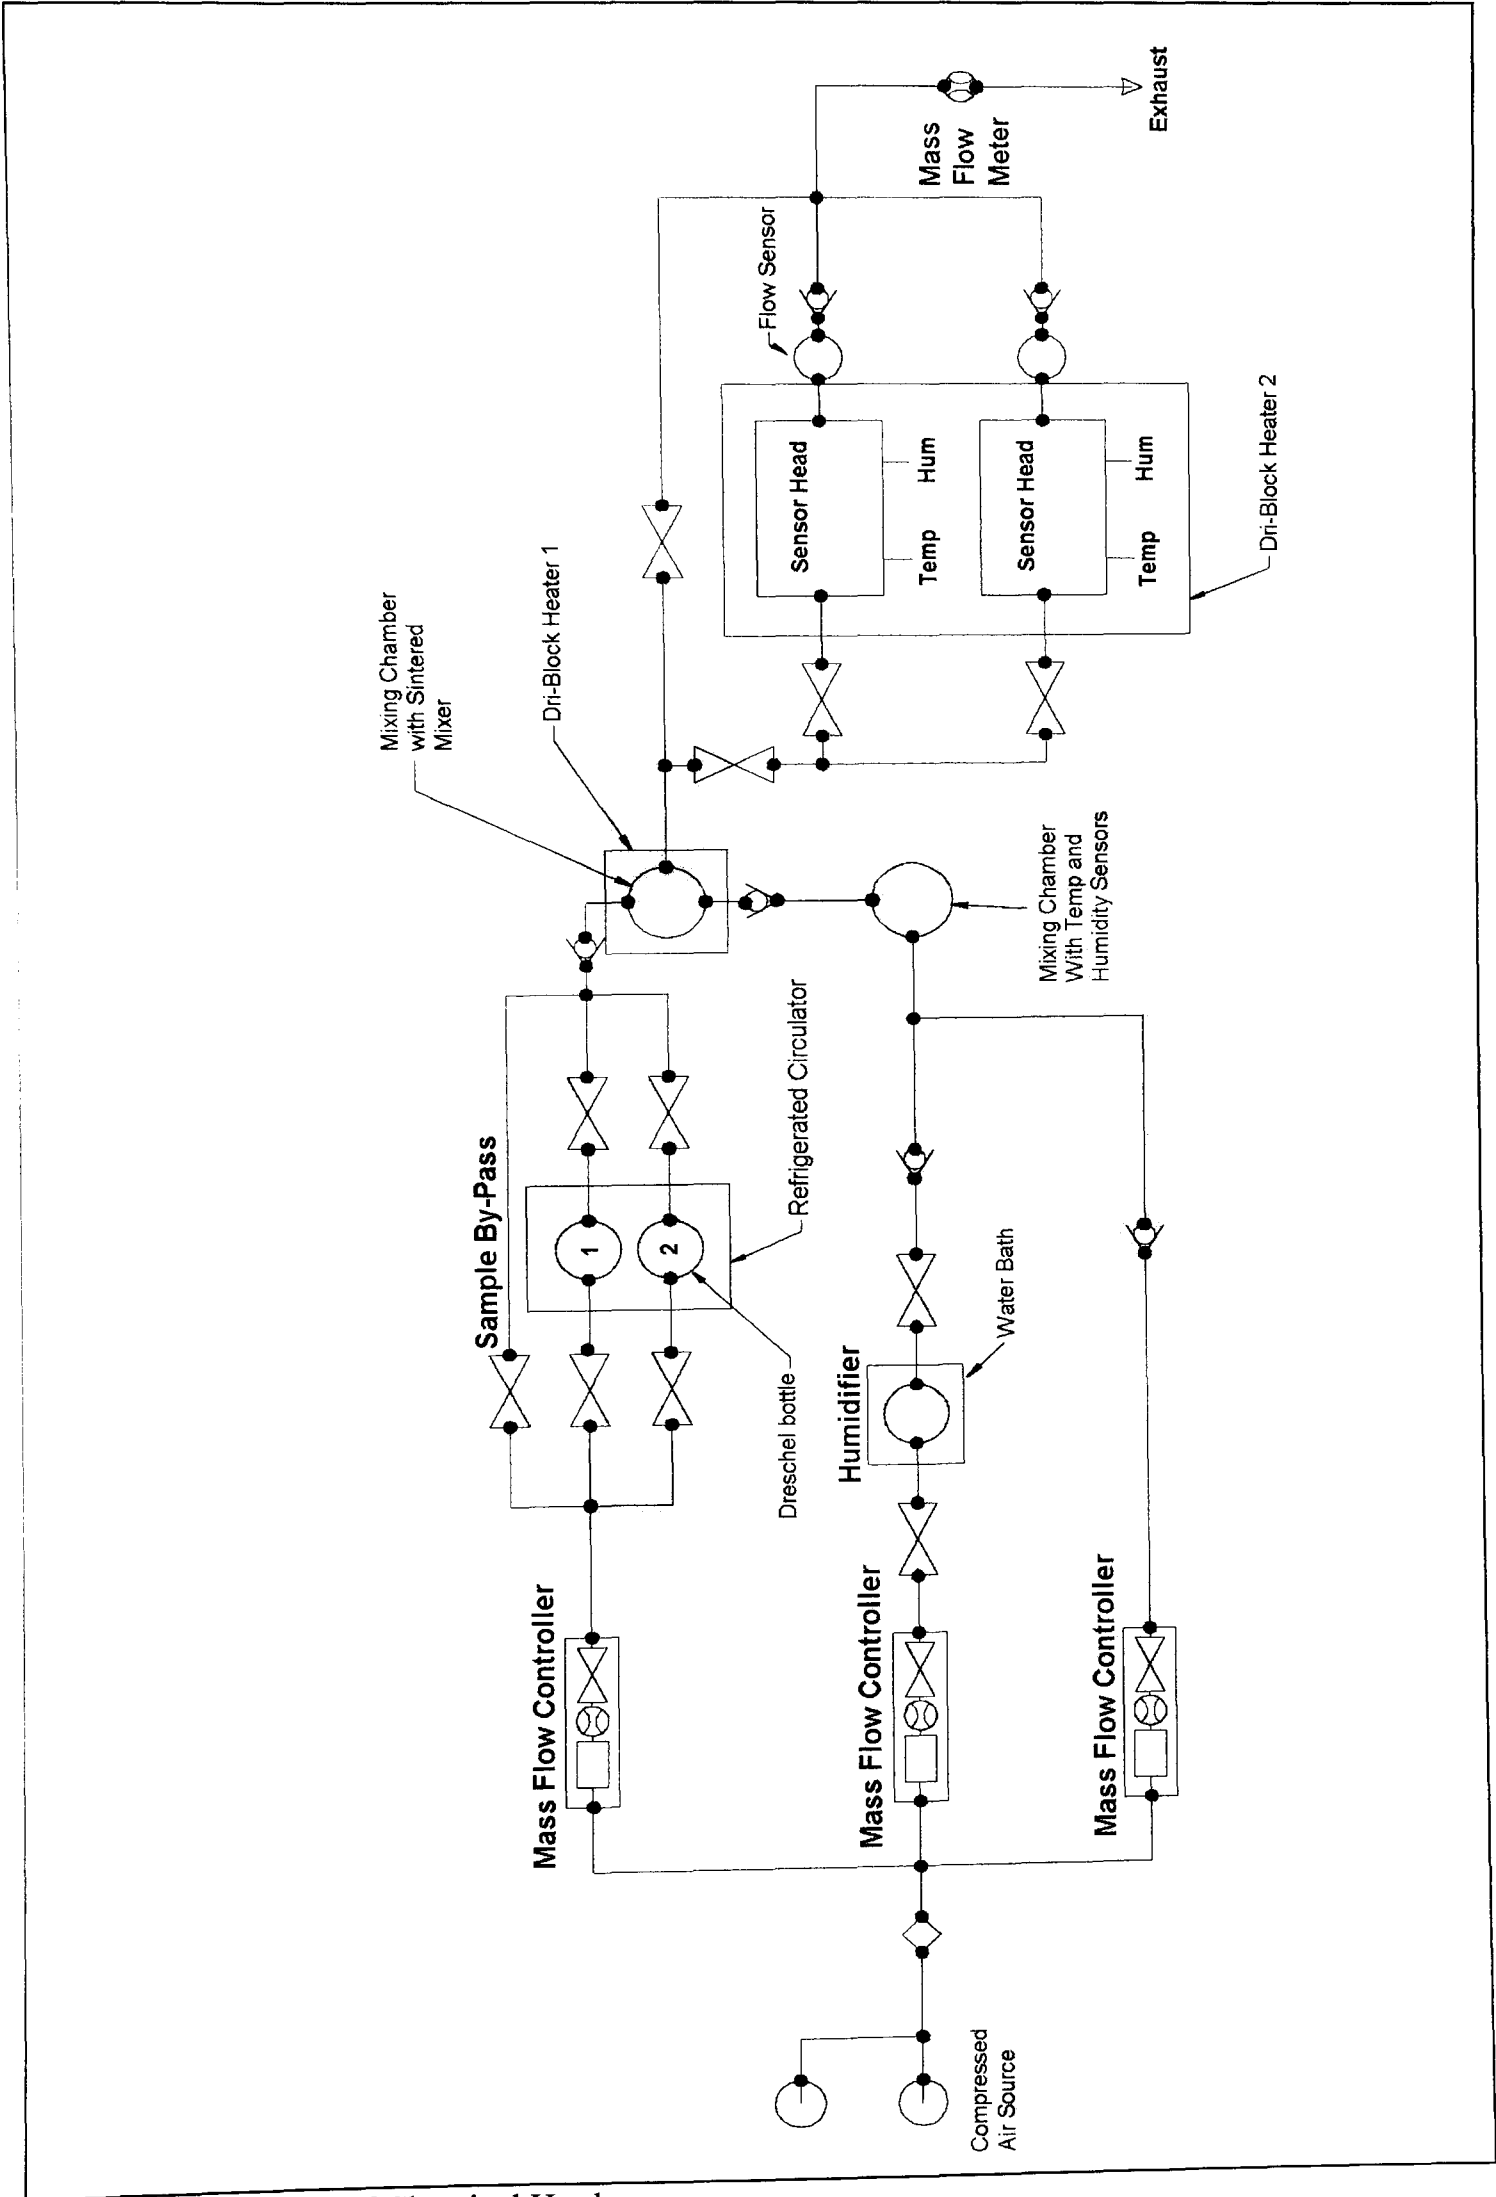 Compressed
Air Source
Mass Flow Controller
Mass Flow Controller
Mass Flow Controller
Sample By-Pass
1
2
Dreschel bottle
Refrigerated Circulator
Humidifier
Water Bath
Mixing Chamber
with Sintered
Mixer
Dri-Block Heater 1
Mixing Chamber
With Temp and
Humidity Sensors
Sensor Head
Temp
Hum
Sensor Head
Temp
Hum
Dri-Block Heater 2
Flow Sensor
Mass
Flow
Meter
Exhaust